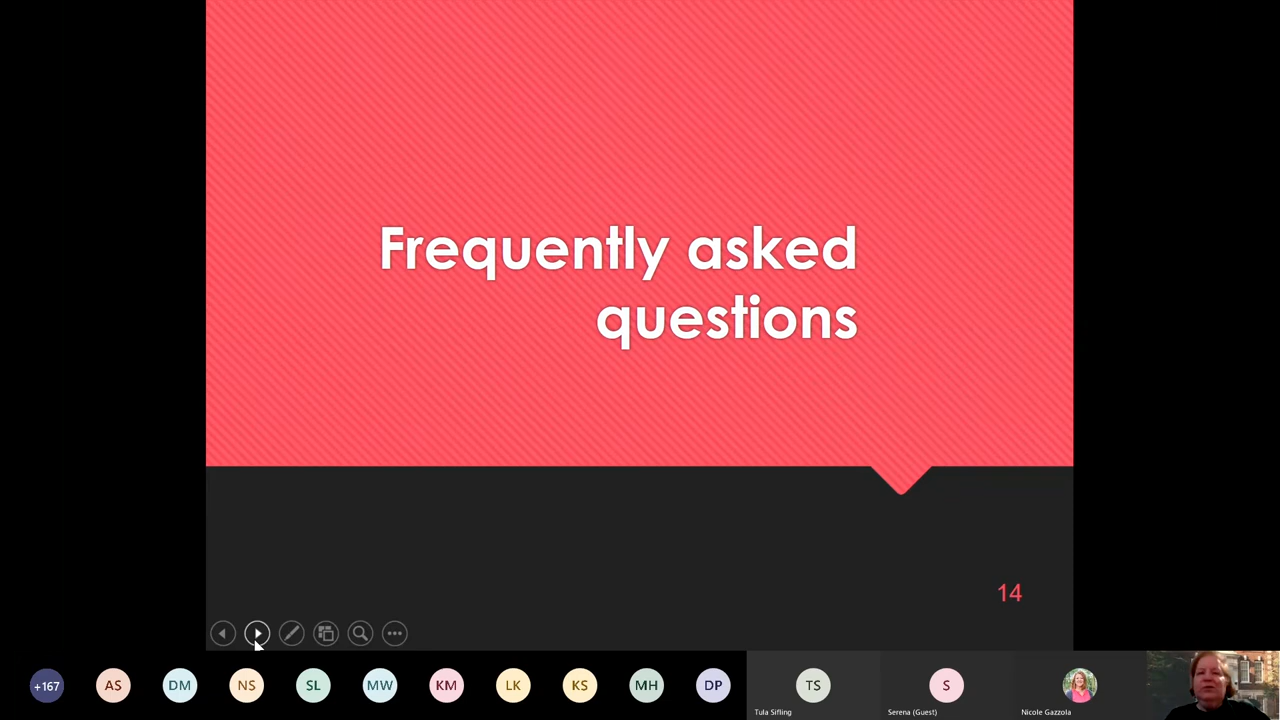 Frequently asked
questions
14
+167
AS
DM
NS
SL
MW
KM
LK
KS
MH
DP
TS
S
Tula Sifling
Serena (Guest)
Nicole Gazzola